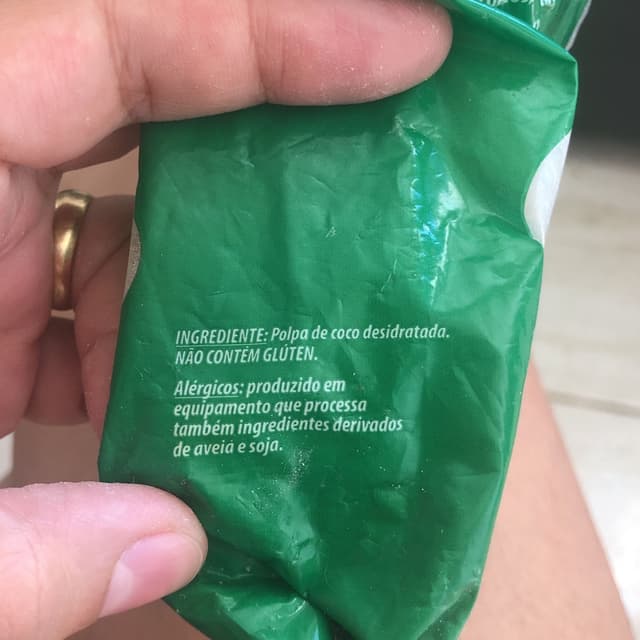 INGREDIENTE: Polpa de coco desidratada.
NÃO CONTÉM GLÚTEN.
Alérgicos: produzido em
equipamento que processa
também ingredientes derivados
de aveia e soja.